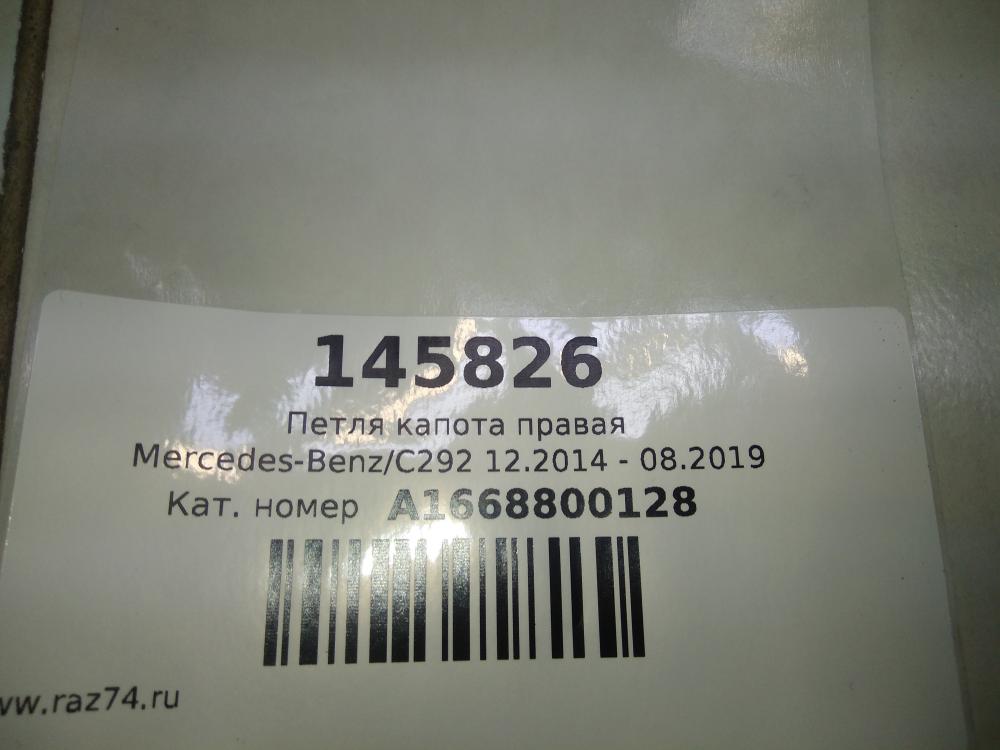 145826
Петля капота правая
Mercedes-Benz/C292 12.2014 - 08.2019
Кат. номер A1668800128
ww.raz74.ru